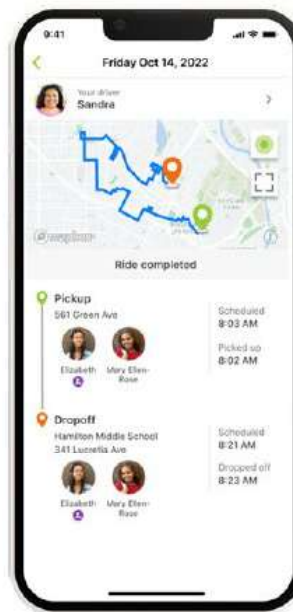 9:41
Friday Oct 14, 2022
Your driver
Sandra
mapbox
Ride completed
Pickup
561 Green Ave
Scheduled
8:03 AM
Picked up
8:02 AM
Elizabeth
Mary Ellen-
Rose
Dropoff
Hamilton Middle School
341 Lucretia Ave
Scheduled
8:21 AM
Dropped off
8:23 AM
Elizabeth
Mary Ellen-
Rose